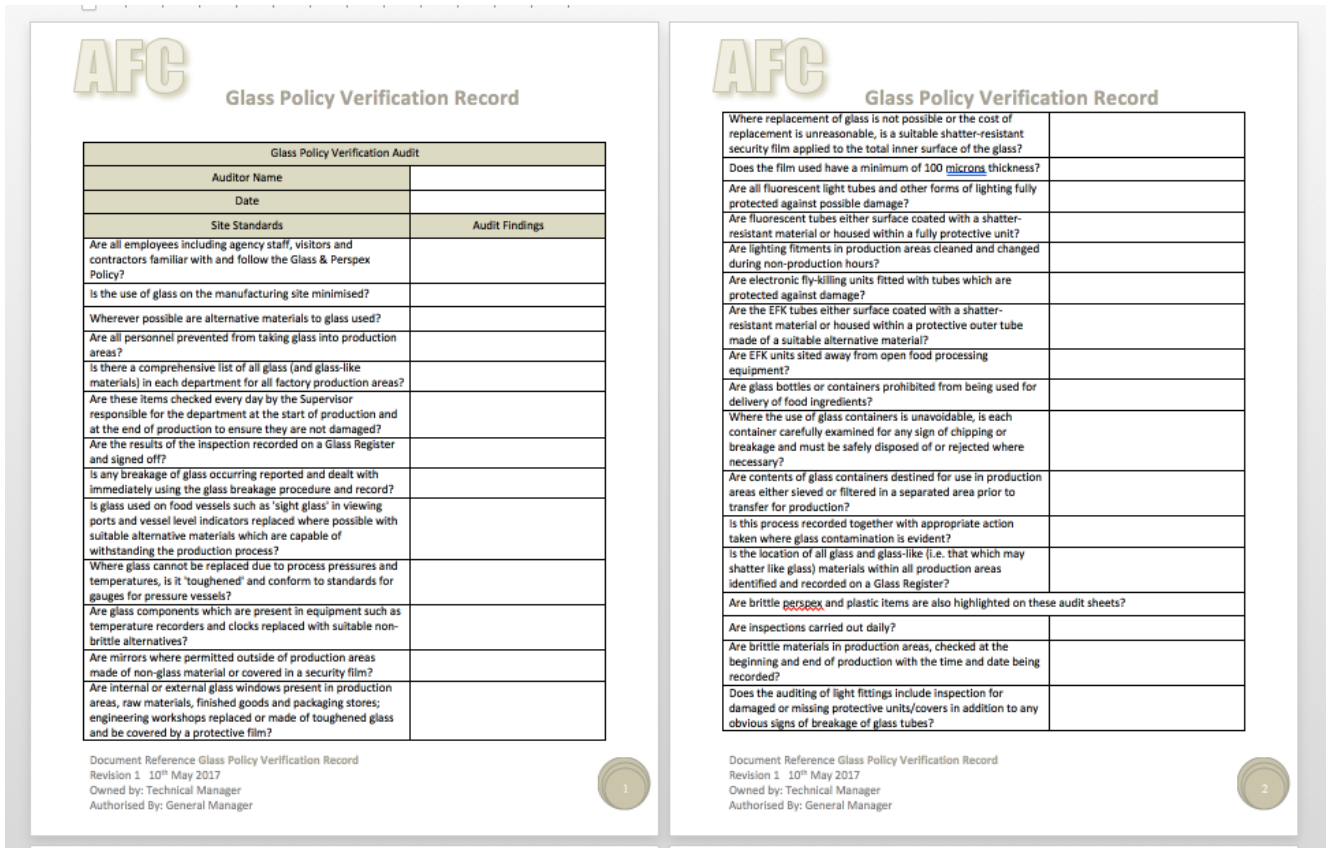 AFC
Glass Policy Verification Record
Glass Policy Verification Audit
Auditor Name
Date
Site Standards
Audit Findings
Are all employees including agency staff, visitors and
contractors familiar with and follow the Glass & Perspex
Policy?
Is the use of glass on the manufacturing site minimised?
Wherever possible are alternative materials to glass used?
Are all personnel prevented from taking glass into production
areas?
Is there a comprehensive list of all glass (and glass-like
materials) in each department for all factory production areas?
Are these items checked every day by the Supervisor
responsible for the department at the start of production and
at the end of production to ensure they are not damaged?
Are the results of the inspection recorded on a Glass Register
and signed off?
Is any breakage of glass occurring reported and dealt with
immediately using the glass breakage procedure and record?
Is glass used on food vessels such as 'sight glass' in viewing
ports and vessel level indicators replaced where possible with
suitable alternative materials which are capable of
withstanding the production process?
Where glass cannot be replaced due to process pressures and
temperatures, is it 'toughened' and conform to standards for
gauges for pressure vessels?
Are glass components which are present in equipment such as
temperature recorders and clocks replaced with suitable non-
brittle alternatives?
Are mirrors where permitted outside of production areas
made of non-glass material or covered in a security film?
Are internal or external glass windows present in production
areas, raw materials, finished goods and packaging stores;
engineering workshops replaced or made of toughened glass
and be covered by a protective film?
Document Reference Glass Policy Verification Record
Revision 1 10th May 2017
Owned by: Technical Manager
Authorised By: General Manager
1
AFC
Glass Policy Verification Record
Where replacement of glass is not possible or the cost of
replacement is unreasonable, is a suitable shatter-resistant
security film applied to the total inner surface of the glass?
Does the film used have a minimum of 100 microns thickness?
Are all fluorescent light tubes and other forms of lighting fully
protected against possible damage?
Are fluorescent tubes either surface coated with a shatter-
resistant material or housed within a fully protective unit?
Are lighting fitments in production areas cleaned and changed
during non-production hours?
Are electronic fly-killing units fitted with tubes which are
protected against damage?
Are the EFK tubes either surface coated with a shatter-
resistant material or housed within a protective outer tube
made of a suitable alternative material?
Are EFK units sited away from open food processing
equipment?
Are glass bottles or containers prohibited from being used for
delivery of food ingredients?
Where the use of glass containers is unavoidable, is each
container carefully examined for any sign of chipping or
breakage and must be safely disposed of or rejected where
necessary?
Are contents of glass containers destined for use in production
areas either sieved or filtered in a separated area prior to
transfer for production?
Is this process recorded together with appropriate action
taken where glass contamination is evident?
Is the location of all glass and glass-like (i.e. that which may
shatter like glass) materials within all production areas
identified and recorded on a Glass Register?
Are brittle perspex and plastic items are also highlighted on these audit sheets?
Are inspections carried out daily?
Are brittle materials in production areas, checked at the
beginning and end of production with the time and date being
recorded?
Does the auditing of light fittings include inspection for
damaged or missing protective units/covers in addition to any
obvious signs of breakage of glass tubes?
Document Reference Glass Policy Verification Record
Revision 1 10th May 2017
Owned by: Technical Manager
Authorised By: General Manager
2